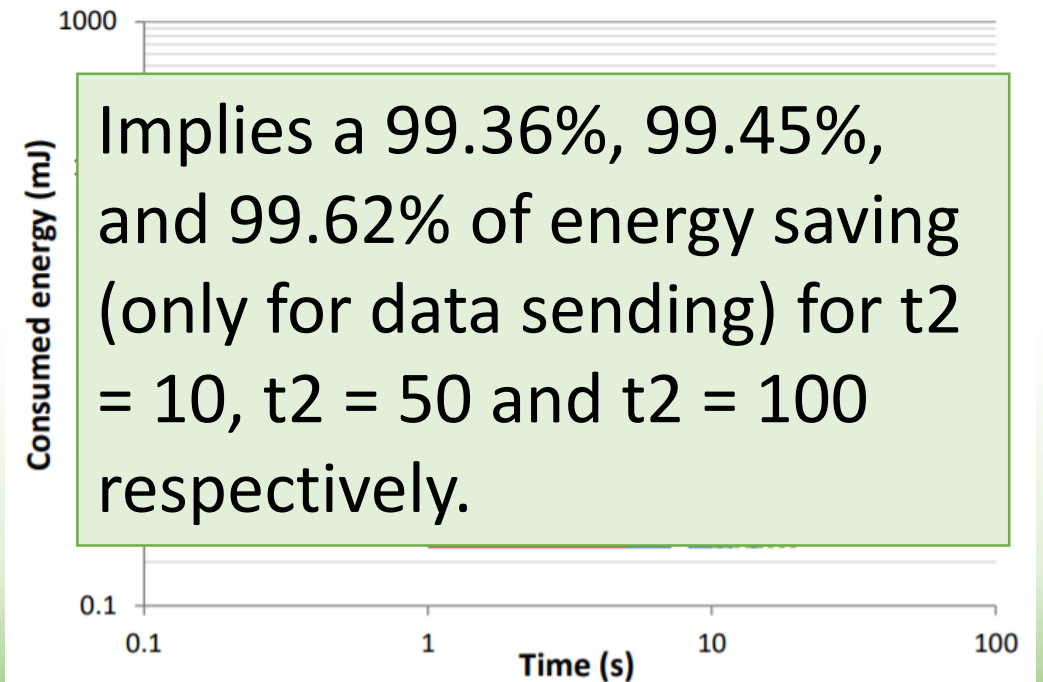 1000
Consumed energy (mJ)
Implies a 99.36%, 99.45%,
and 99.62% of energy saving
(only for data sending) for t2
= 10, t2 = 50 and t2 = 100
respectively.
0.1
0.1 1 10 100
Time (s)